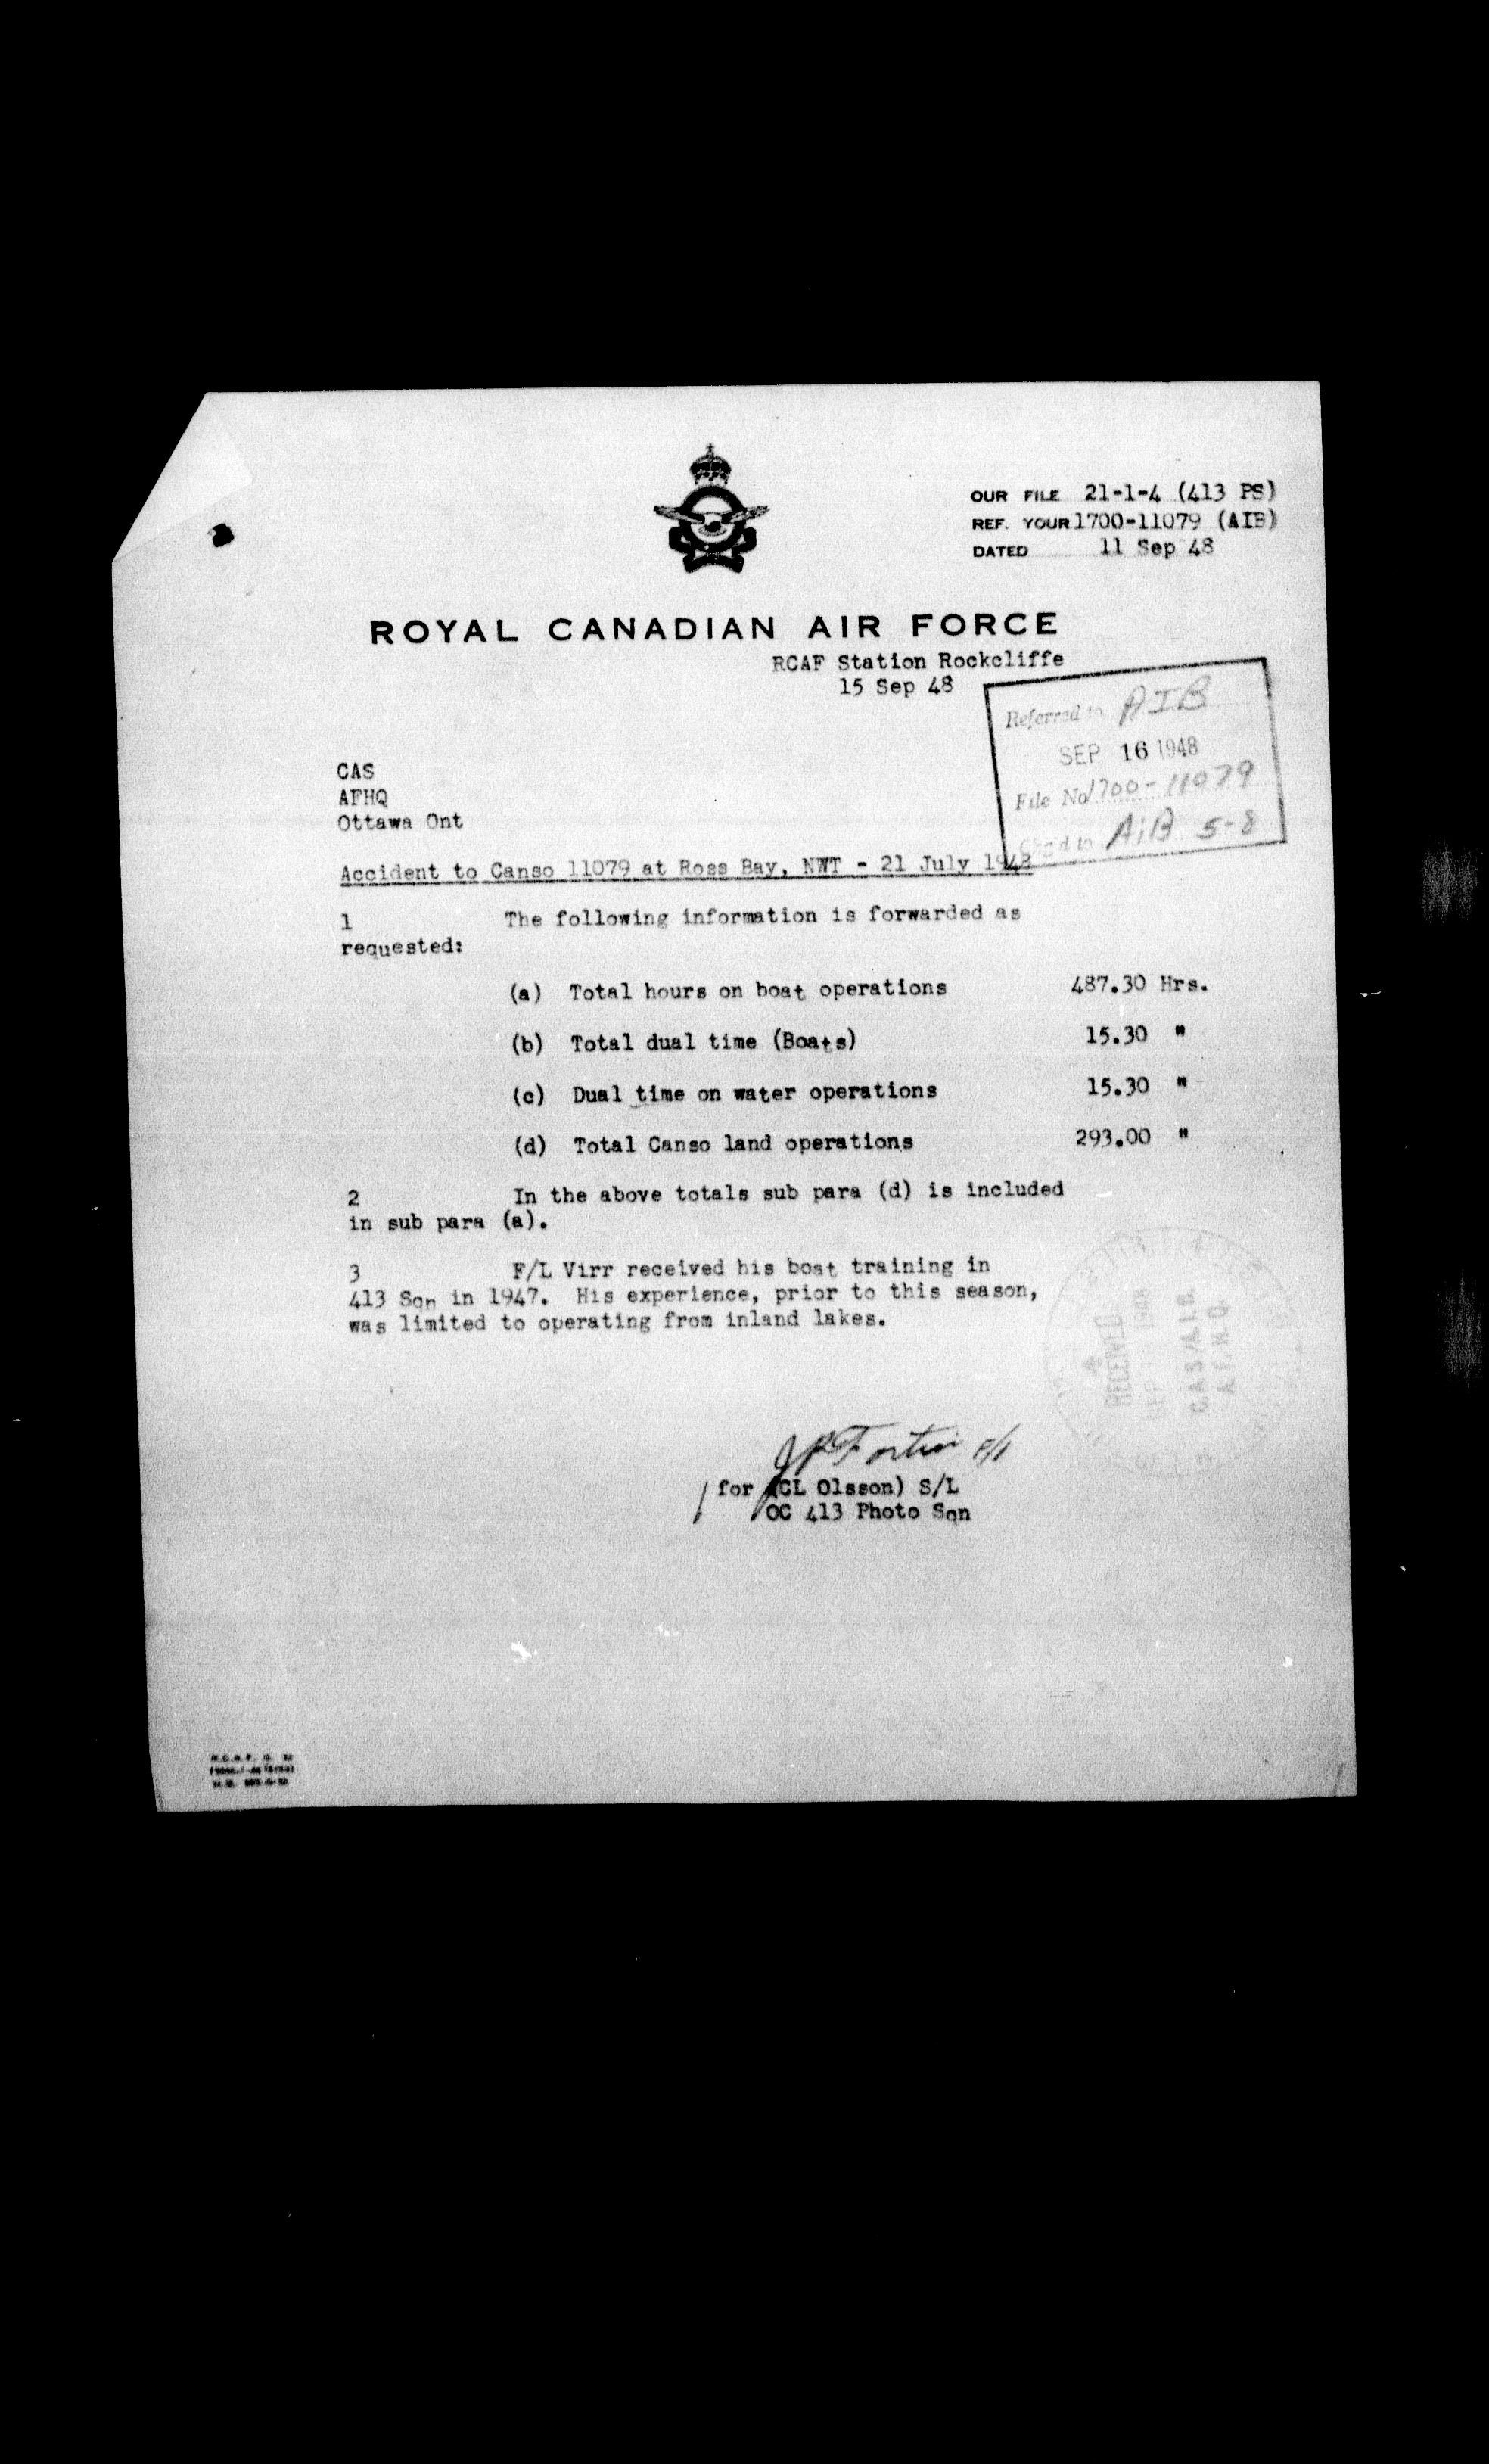 OUR FILE 21-1-4 (413 PS)
REF. YOUR 1700-11079 (AIB)
DATED 11 Sep 48
ROYAL CANADIAN AIR FORCE
RCAF Station Rockcliffe
15 Sep 48
Referred to AIB
SEP 16 1948
File No 1700-11079
Chg'd to AIB 5-8
CAS
AFHQ
Ottawa Ont
Accident to Canso 11079 at Ross Bay, NWT - 21 July 1948
1 The following information is forwarded as
requested:
(a) Total hours on boat operations 487.30 Hrs.
(b) Total dual time (Boats) 15.30 "
(c) Dual time on water operations 15.30 "
(d) Total Canso land operations 293.00 "
2 In the above totals sub para (d) is included
in sub para (a).
3 F/L Virr received his boat training in
413 Sqn in 1947. His experience, prior to this season,
was limited to operating from inland lakes.
RECEIVED
1948
A.F.H.Q.
Fortin F/L
for (CL Olsson) S/L
OC 413 Photo Sqn
R.C.A.F. G. 32